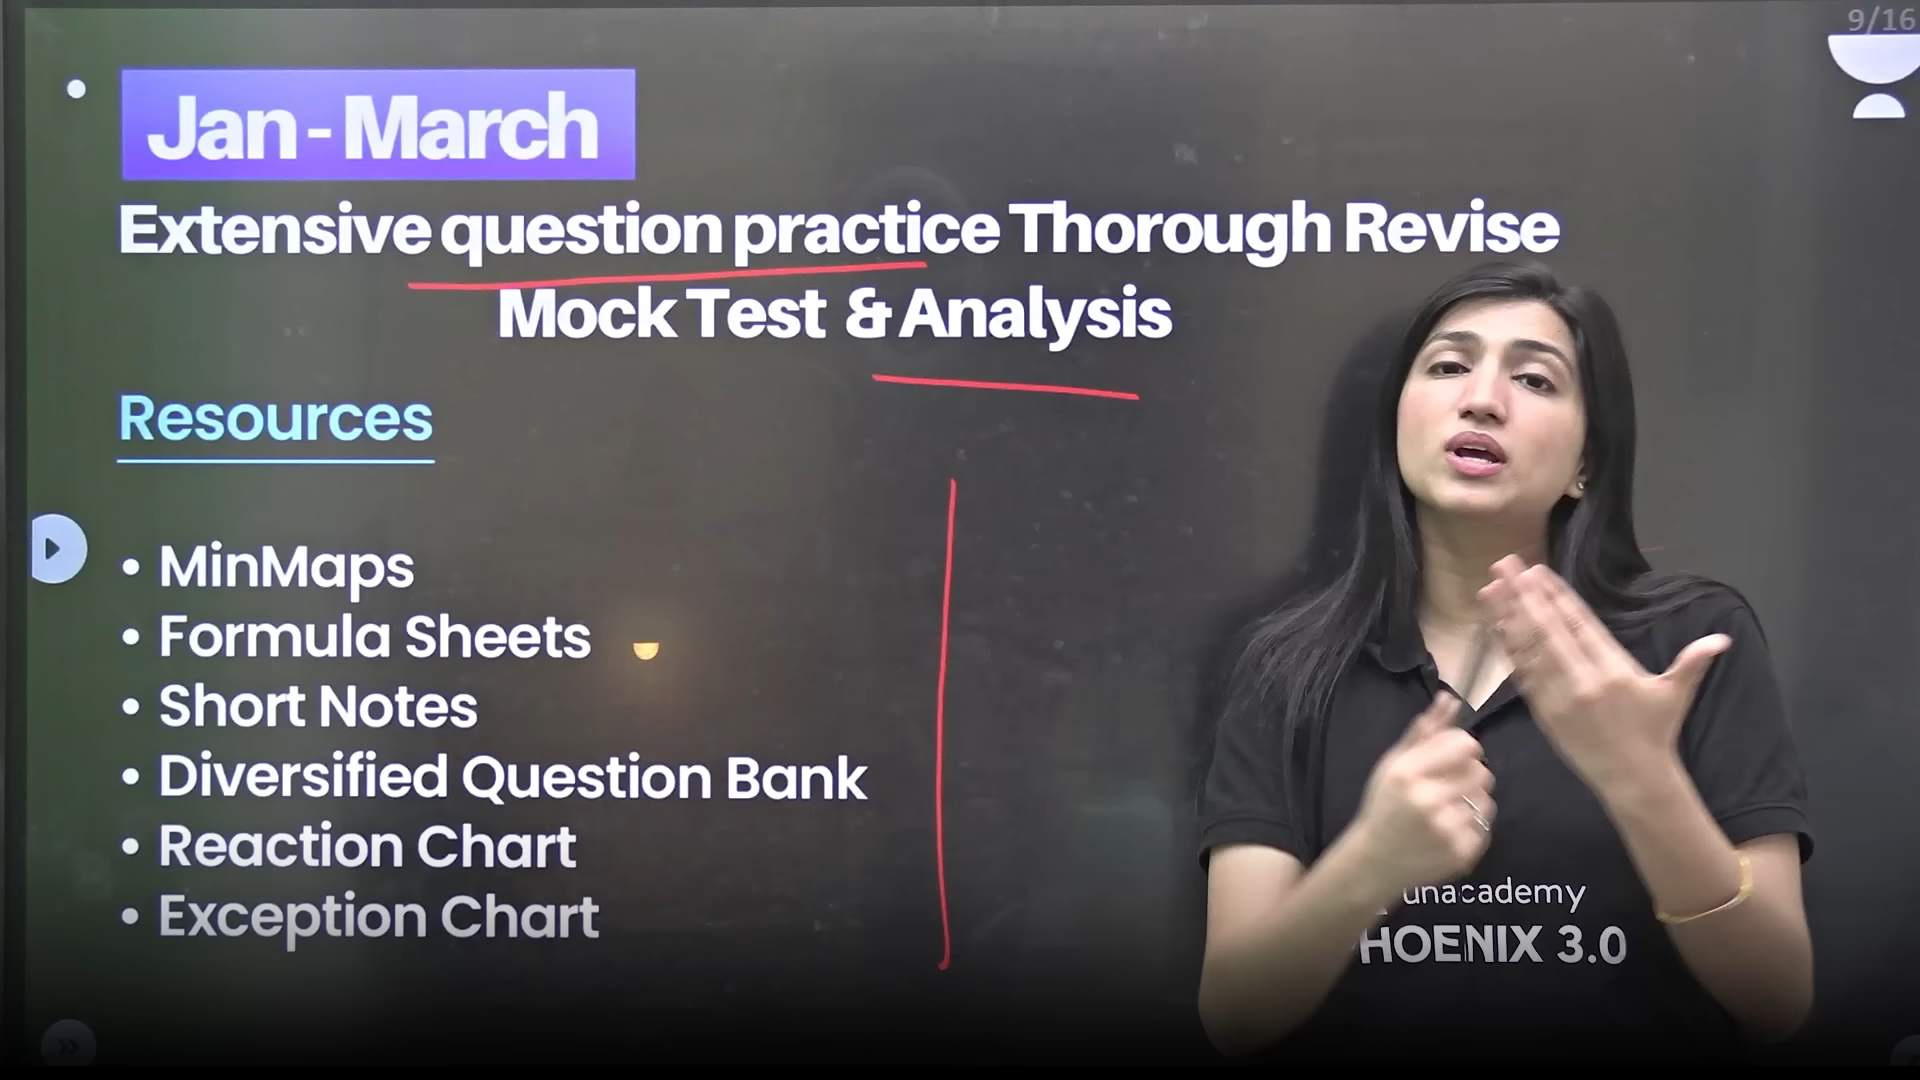 9/16
Jan - March
Extensive question practice Thorough Revise
Mock Test & Analysis
Resources
• MinMaps
• Formula Sheets
• Short Notes
• Diversified Question Bank
• Reaction Chart
• Exception Chart
unacademy
HOENIX 3.0